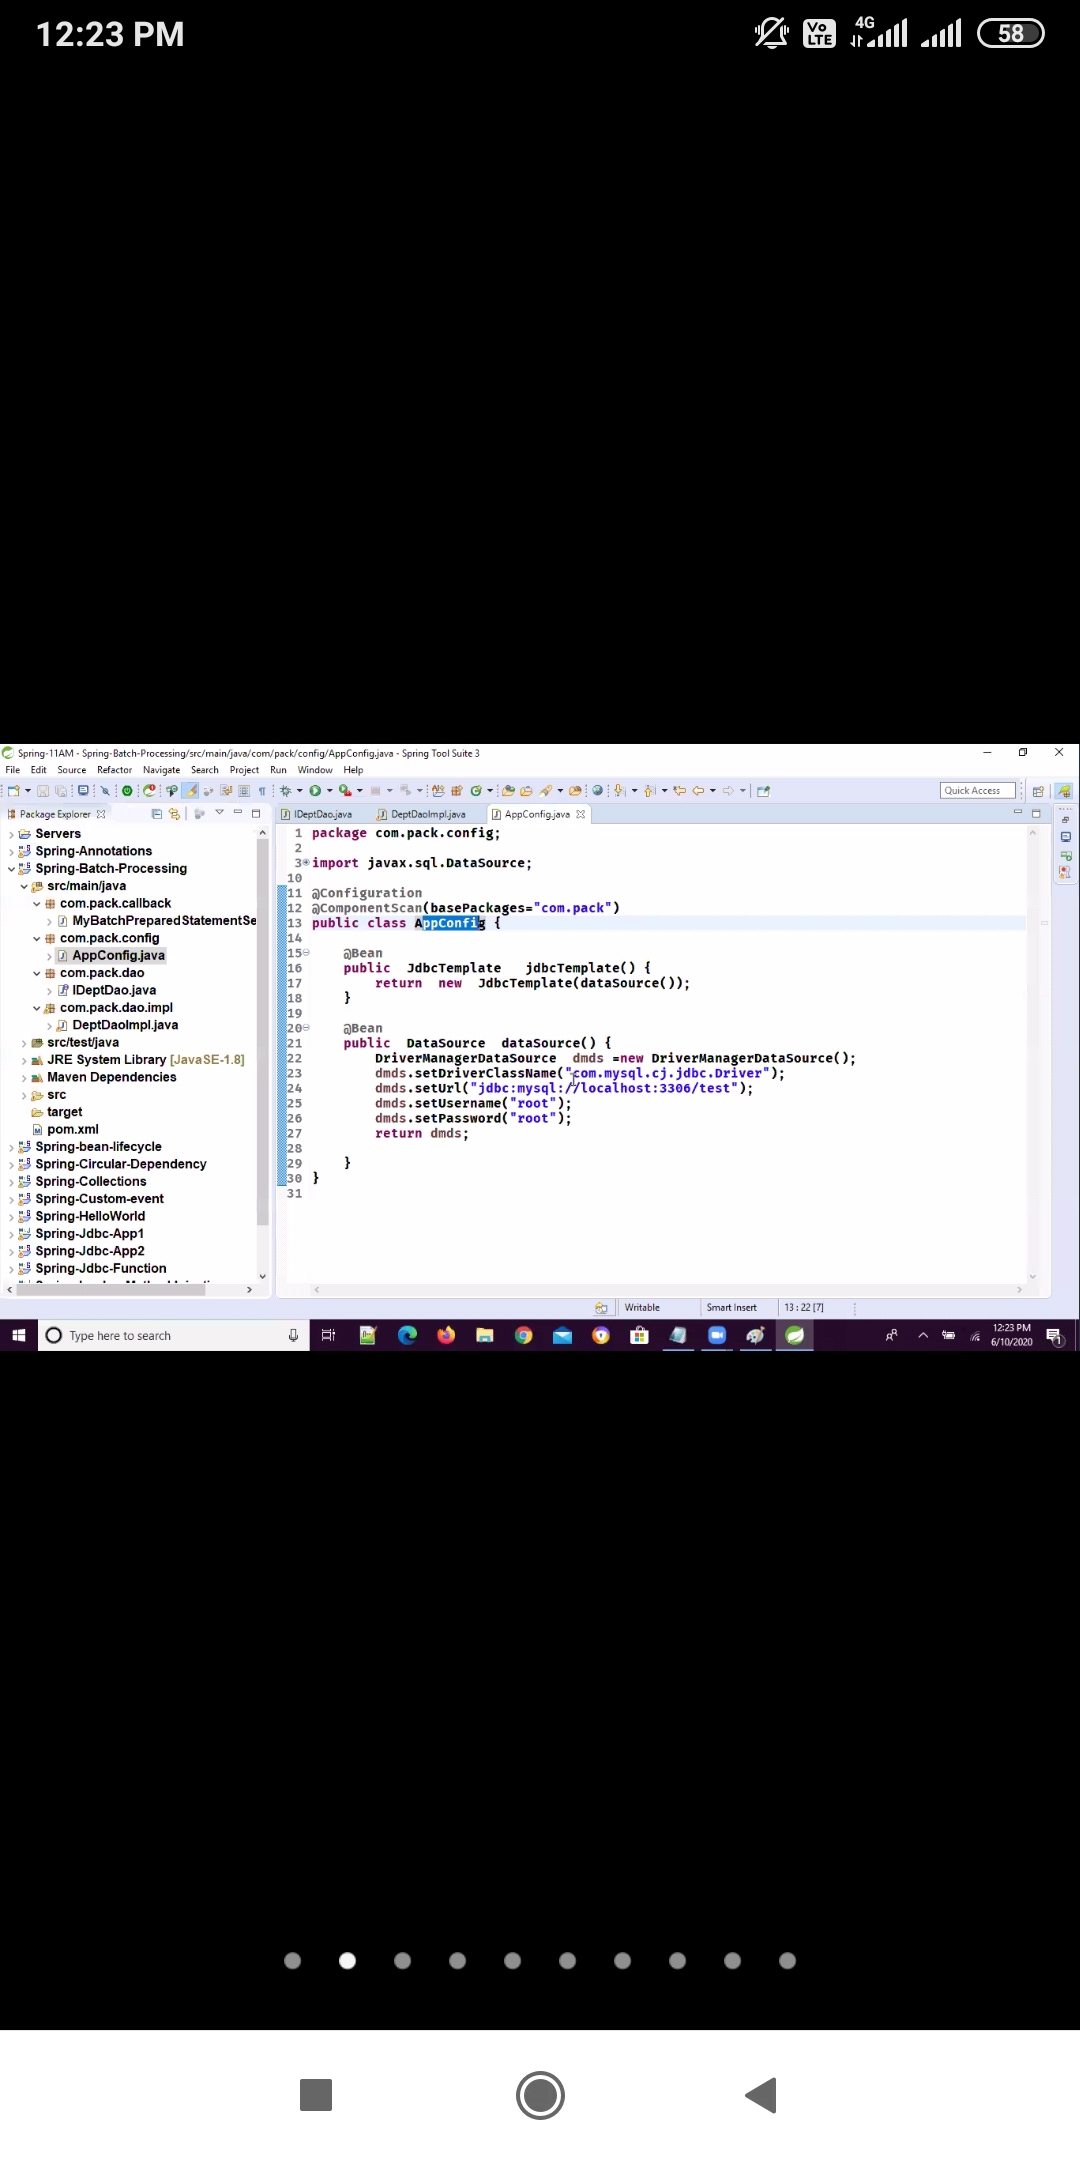 12:23 PM
Vo LTE
4G
58
Spring-11AM - Spring-Batch-Processing/src/main/java/com/pack/config/AppConfig.java - Spring Tool Suite 3
File Edit Source Refactor Navigate Search Project Run Window Help
Quick Access
Package Explorer
IDeptDao.java DeptDaoImpl.java AppConfig.java
Servers
Spring-Annotations
Spring-Batch-Processing
src/main/java
com.pack.callback
MyBatchPreparedStatementSe
com.pack.config
AppConfig.java
com.pack.dao
IDeptDao.java
com.pack.dao.impl
DeptDaoImpl.java
src/test/java
JRE System Library [JavaSE-1.8]
Maven Dependencies
src
target
pom.xml
Spring-bean-lifecycle
Spring-Circular-Dependency
Spring-Collections
Spring-Custom-event
Spring-HelloWorld
Spring-Jdbc-App1
Spring-Jdbc-App2
Spring-Jdbc-Function
1 package com.pack.config;
2
3 import javax.sql.DataSource;
10
11 @Configuration
12 @ComponentScan(basePackages="com.pack")
13 public class AppConfig {
14
15 @Bean
16 public JdbcTemplate jdbcTemplate() {
17 return new JdbcTemplate(dataSource());
18 }
19
20 @Bean
21 public DataSource dataSource() {
22 DriverManagerDataSource dmds =new DriverManagerDataSource();
23 dmds.setDriverClassName("com.mysql.cj.jdbc.Driver");
24 dmds.setUrl("jdbc:mysql://localhost:3306/test");
25 dmds.setUsername("root");
26 dmds.setPassword("root");
27 return dmds;
28
29 }
30 }
31
Writable Smart Insert 13 : 22 [7]
Type here to search
12:23 PM
6/10/2020
1